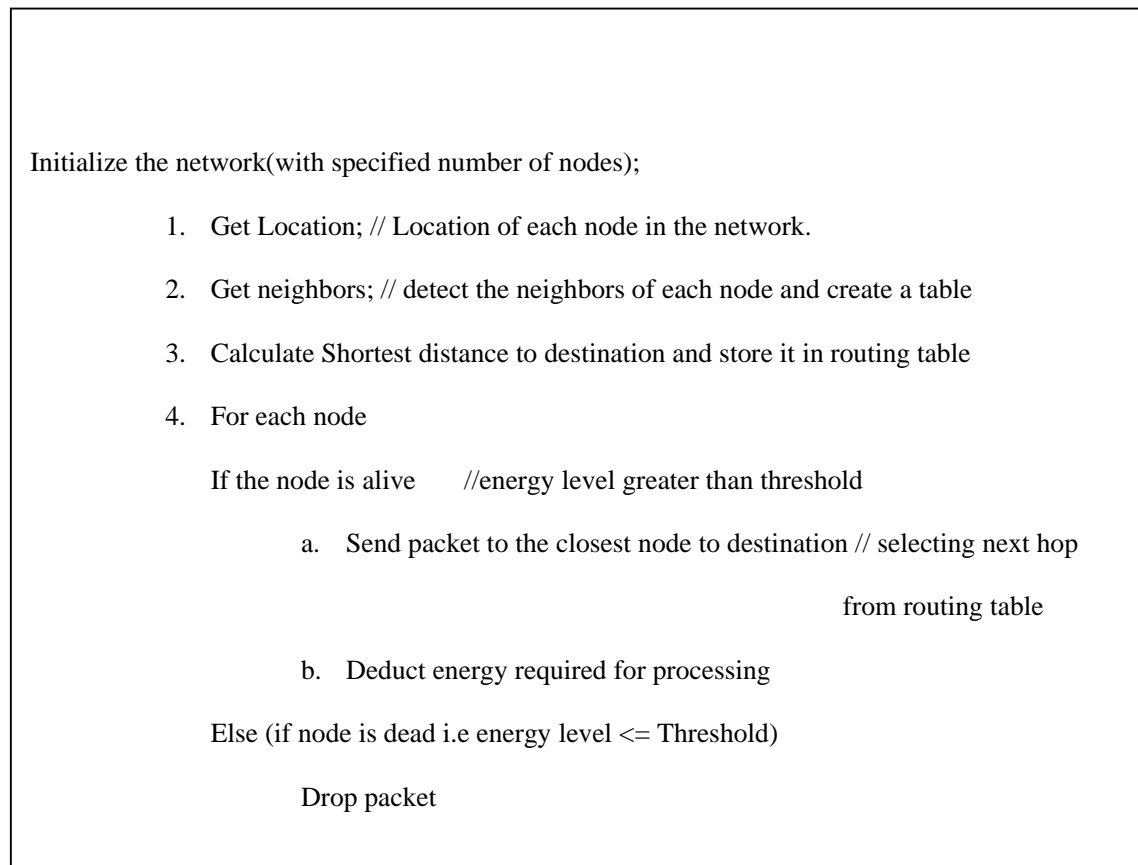 Initialize the network(with specified number of nodes);
1. Get Location; // Location of each node in the network.
2. Get neighbors; // detect the neighbors of each node and create a table
3. Calculate Shortest distance to destination and store it in routing table
4. For each node
If the node is alive //energy level greater than threshold
a. Send packet to the closest node to destination // selecting next hop
from routing table
b. Deduct energy required for processing
Else (if node is dead i.e energy level <= Threshold)
Drop packet